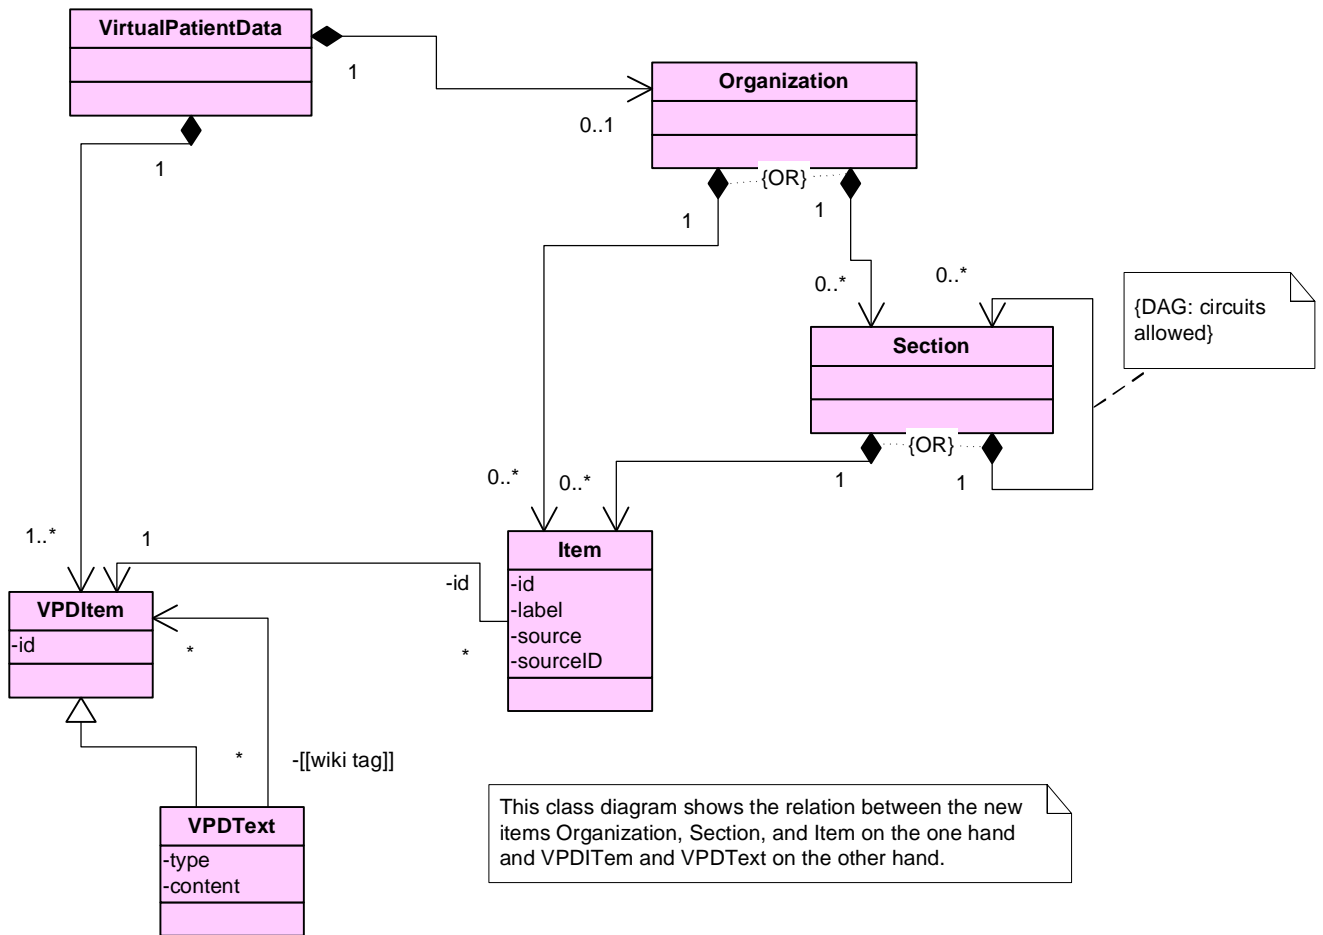 VirtualPatientData
1
Organization
0..1
1
{OR}
1
1
0..*
0..*
{DAG: circuits
allowed}
Section
{OR}
1
1
0..*
0..*
1..*
1
Item
-id
-id
-label
-source
-sourceID
*
VPDItem
-id
*
*
-[[wiki tag]]
VPDText
-type
-content
This class diagram shows the relation between the new
items Organization, Section, and Item on the one hand
and VPDITem and VPDText on the other hand.